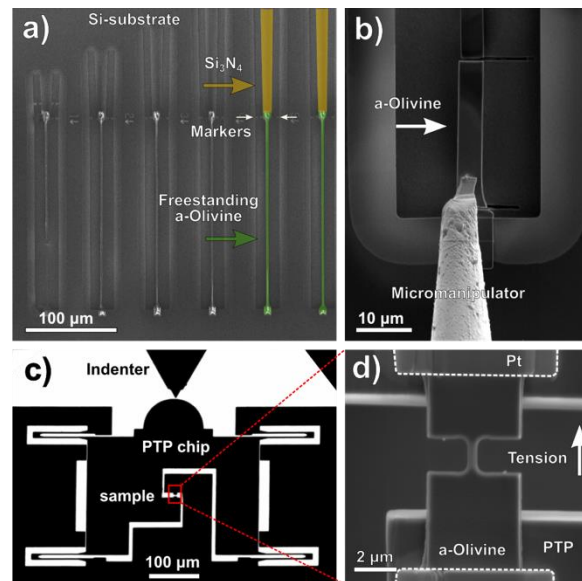 a)
Si-substrate
Si3N4
Markers
Freestanding
a-Olivine
100 µm
b)
a-Olivine
Micromanipulator
10 µm
c)
Indenter
PTP chip
sample
100 µm
d)
Pt
Tension
2 µm
a-Olivine
PTP